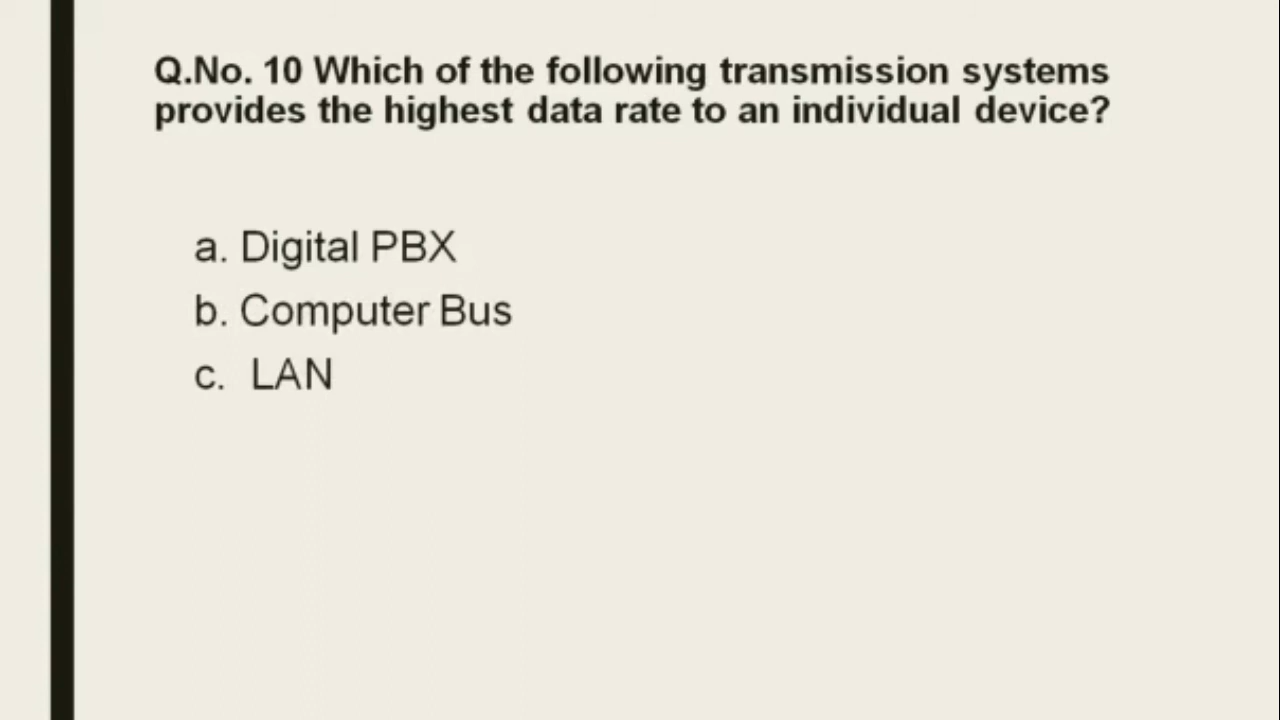 Q.No. 10 Which of the following transmission systems
provides the highest data rate to an individual device?
a. Digital PBX
b. Computer Bus
c. LAN